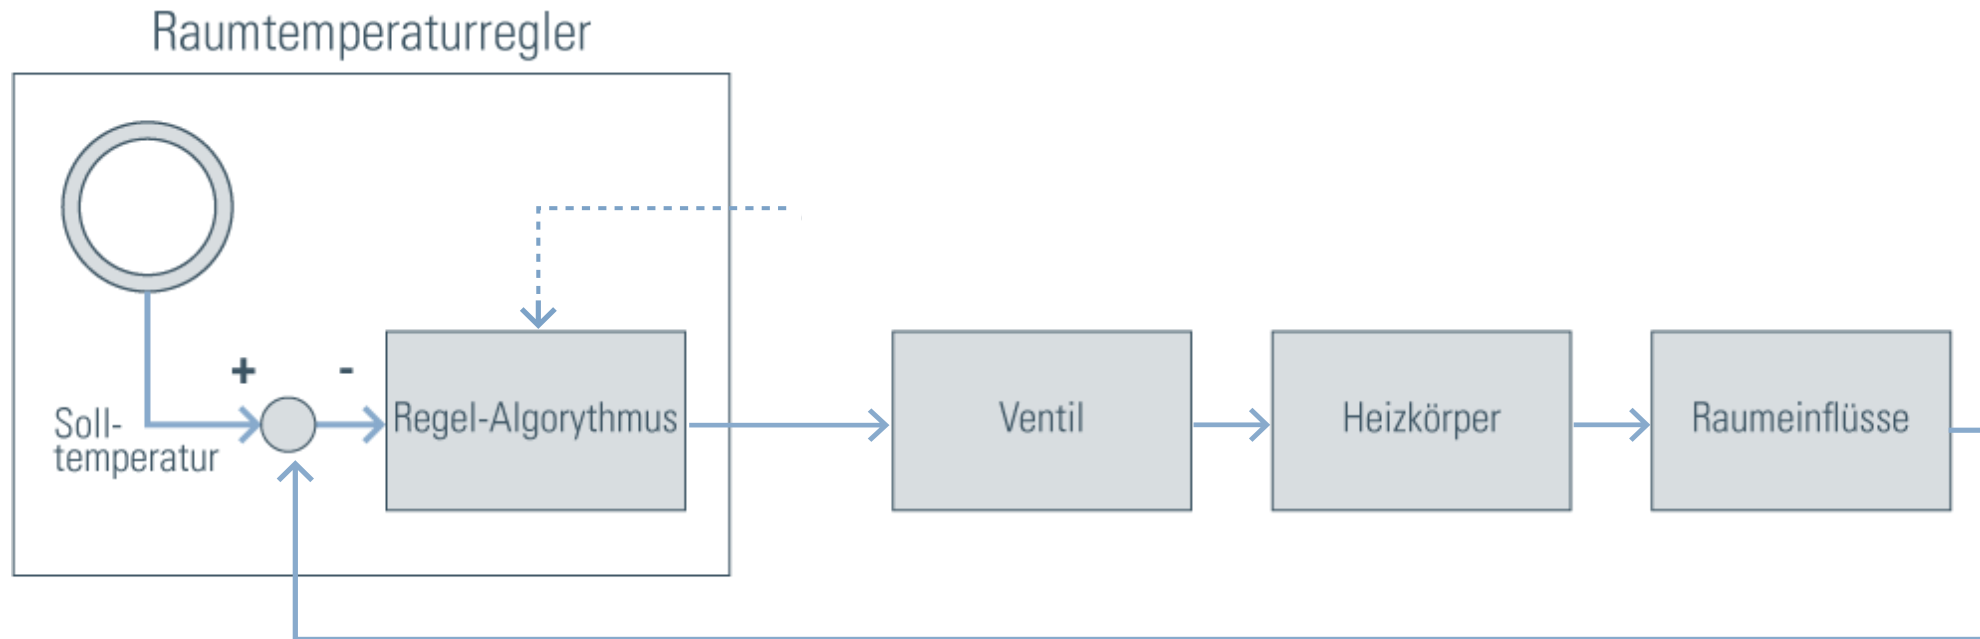 Raumtemperaturregler
+
-
Soll-
temperatur
Regel-Algorythmus
Ventil
Heizkörper
Raumeinflüsse